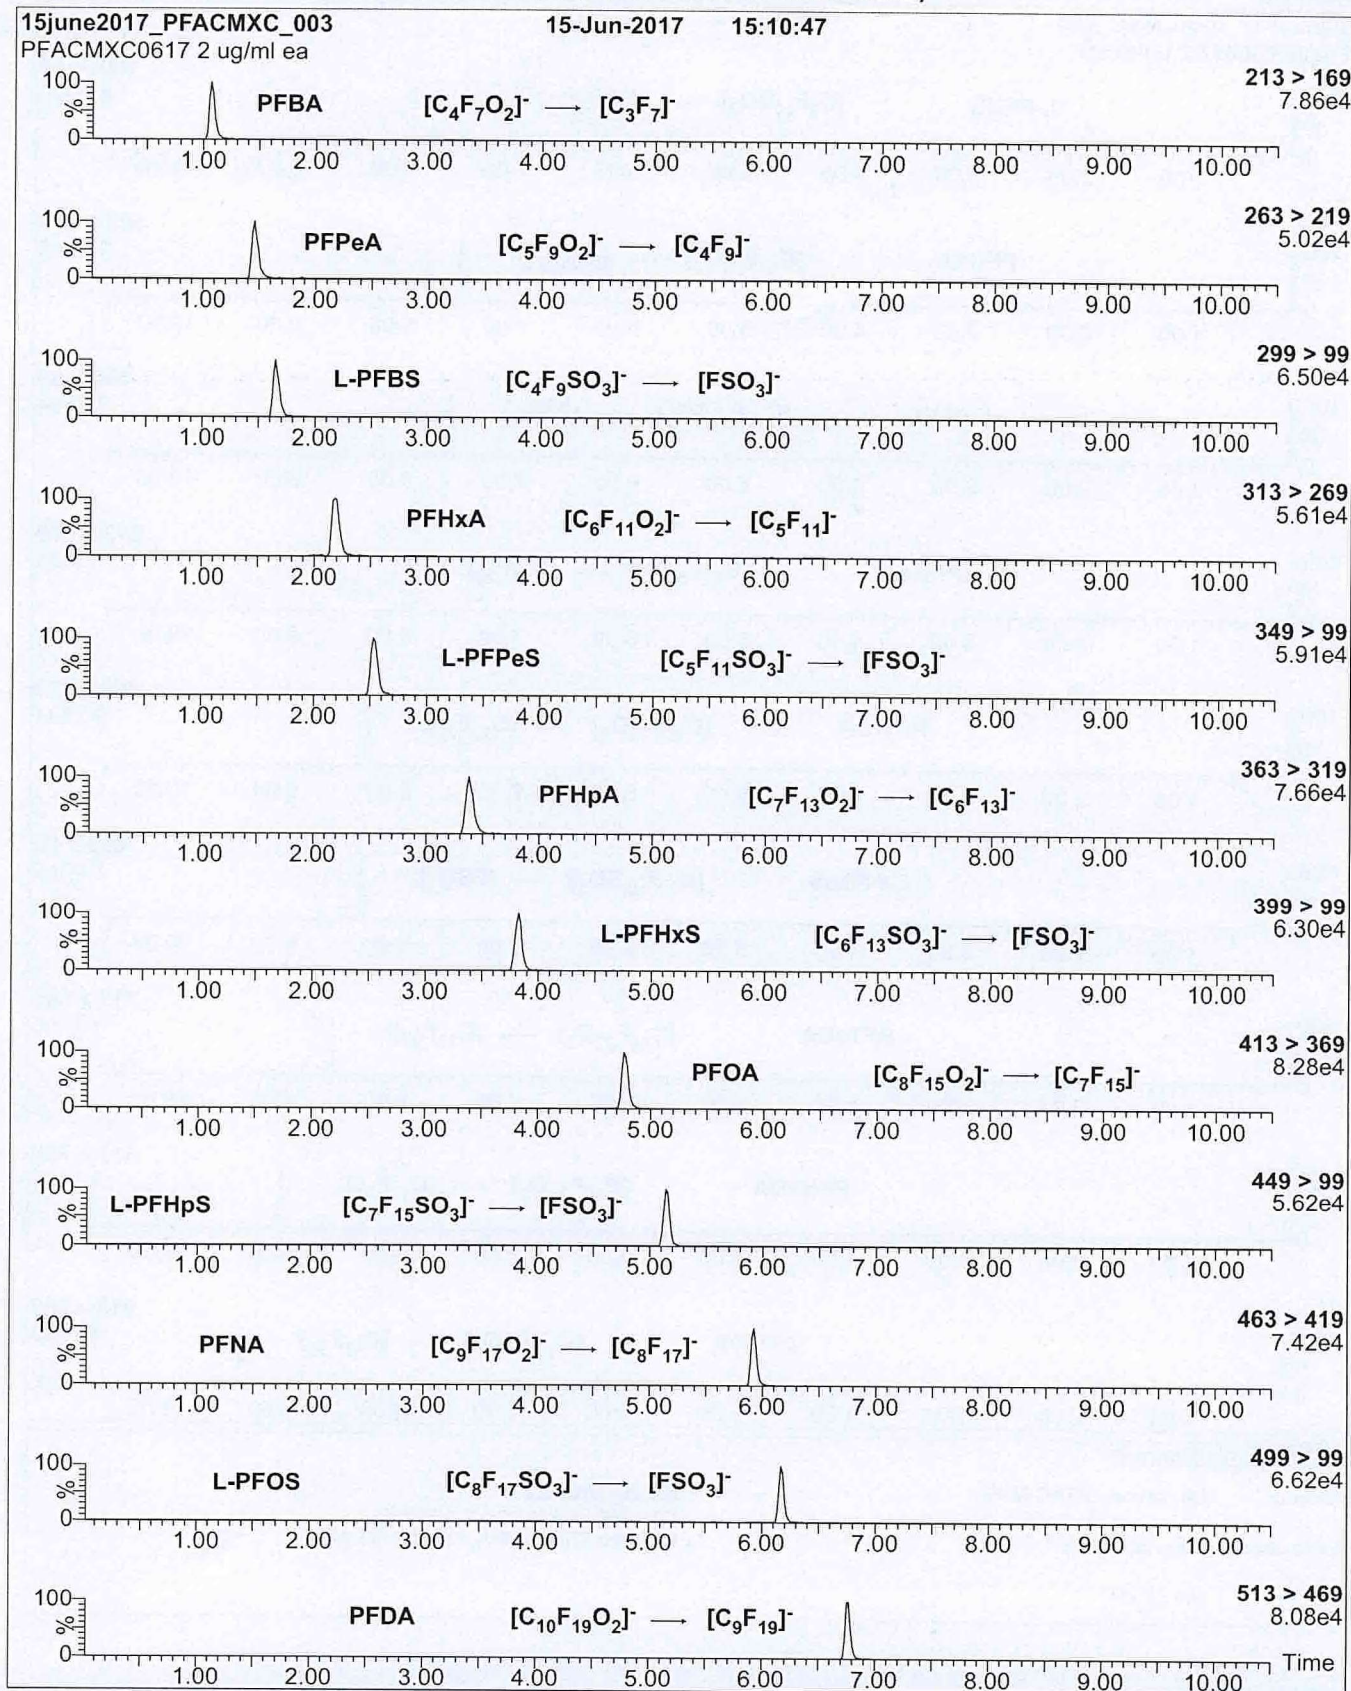 15june2017_PFACMXC_003 15-Jun-2017 15:10:47
PFACMXC0617 2 ug/ml ea
213 > 169
7.86e4
100
%
0
PFBA [C4F7O2]- → [C3F7]-
1.00 2.00 3.00 4.00 5.00 6.00 7.00 8.00 9.00 10.00
263 > 219
5.02e4
100
%
0
PFPeA [C5F9O2]- → [C4F9]-
1.00 2.00 3.00 4.00 5.00 6.00 7.00 8.00 9.00 10.00
299 > 99
6.50e4
100
%
0
L-PFBS [C4F9SO3]- → [FSO3]-
1.00 2.00 3.00 4.00 5.00 6.00 7.00 8.00 9.00 10.00
313 > 269
5.61e4
100
%
0
PFHxA [C6F11O2]- → [C5F11]-
1.00 2.00 3.00 4.00 5.00 6.00 7.00 8.00 9.00 10.00
349 > 99
5.91e4
100
%
0
L-PFPeS [C5F11SO3]- → [FSO3]-
1.00 2.00 3.00 4.00 5.00 6.00 7.00 8.00 9.00 10.00
363 > 319
7.66e4
100
%
0
PFHpA [C7F13O2]- → [C6F13]-
1.00 2.00 3.00 4.00 5.00 6.00 7.00 8.00 9.00 10.00
399 > 99
6.30e4
100
%
0
L-PFHxS [C6F13SO3]- → [FSO3]-
1.00 2.00 3.00 4.00 5.00 6.00 7.00 8.00 9.00 10.00
413 > 369
8.28e4
100
%
0
PFOA [C8F15O2]- → [C7F15]-
1.00 2.00 3.00 4.00 5.00 6.00 7.00 8.00 9.00 10.00
449 > 99
5.62e4
100
%
0
L-PFHpS [C7F15SO3]- → [FSO3]-
1.00 2.00 3.00 4.00 5.00 6.00 7.00 8.00 9.00 10.00
463 > 419
7.42e4
100
%
0
PFNA [C9F17O2]- → [C8F17]-
1.00 2.00 3.00 4.00 5.00 6.00 7.00 8.00 9.00 10.00
499 > 99
6.62e4
100
%
0
L-PFOS [C8F17SO3]- → [FSO3]-
1.00 2.00 3.00 4.00 5.00 6.00 7.00 8.00 9.00 10.00
513 > 469
8.08e4
100
%
0
PFDA [C10F19O2]- → [C9F19]-
Time
1.00 2.00 3.00 4.00 5.00 6.00 7.00 8.00 9.00 10.00